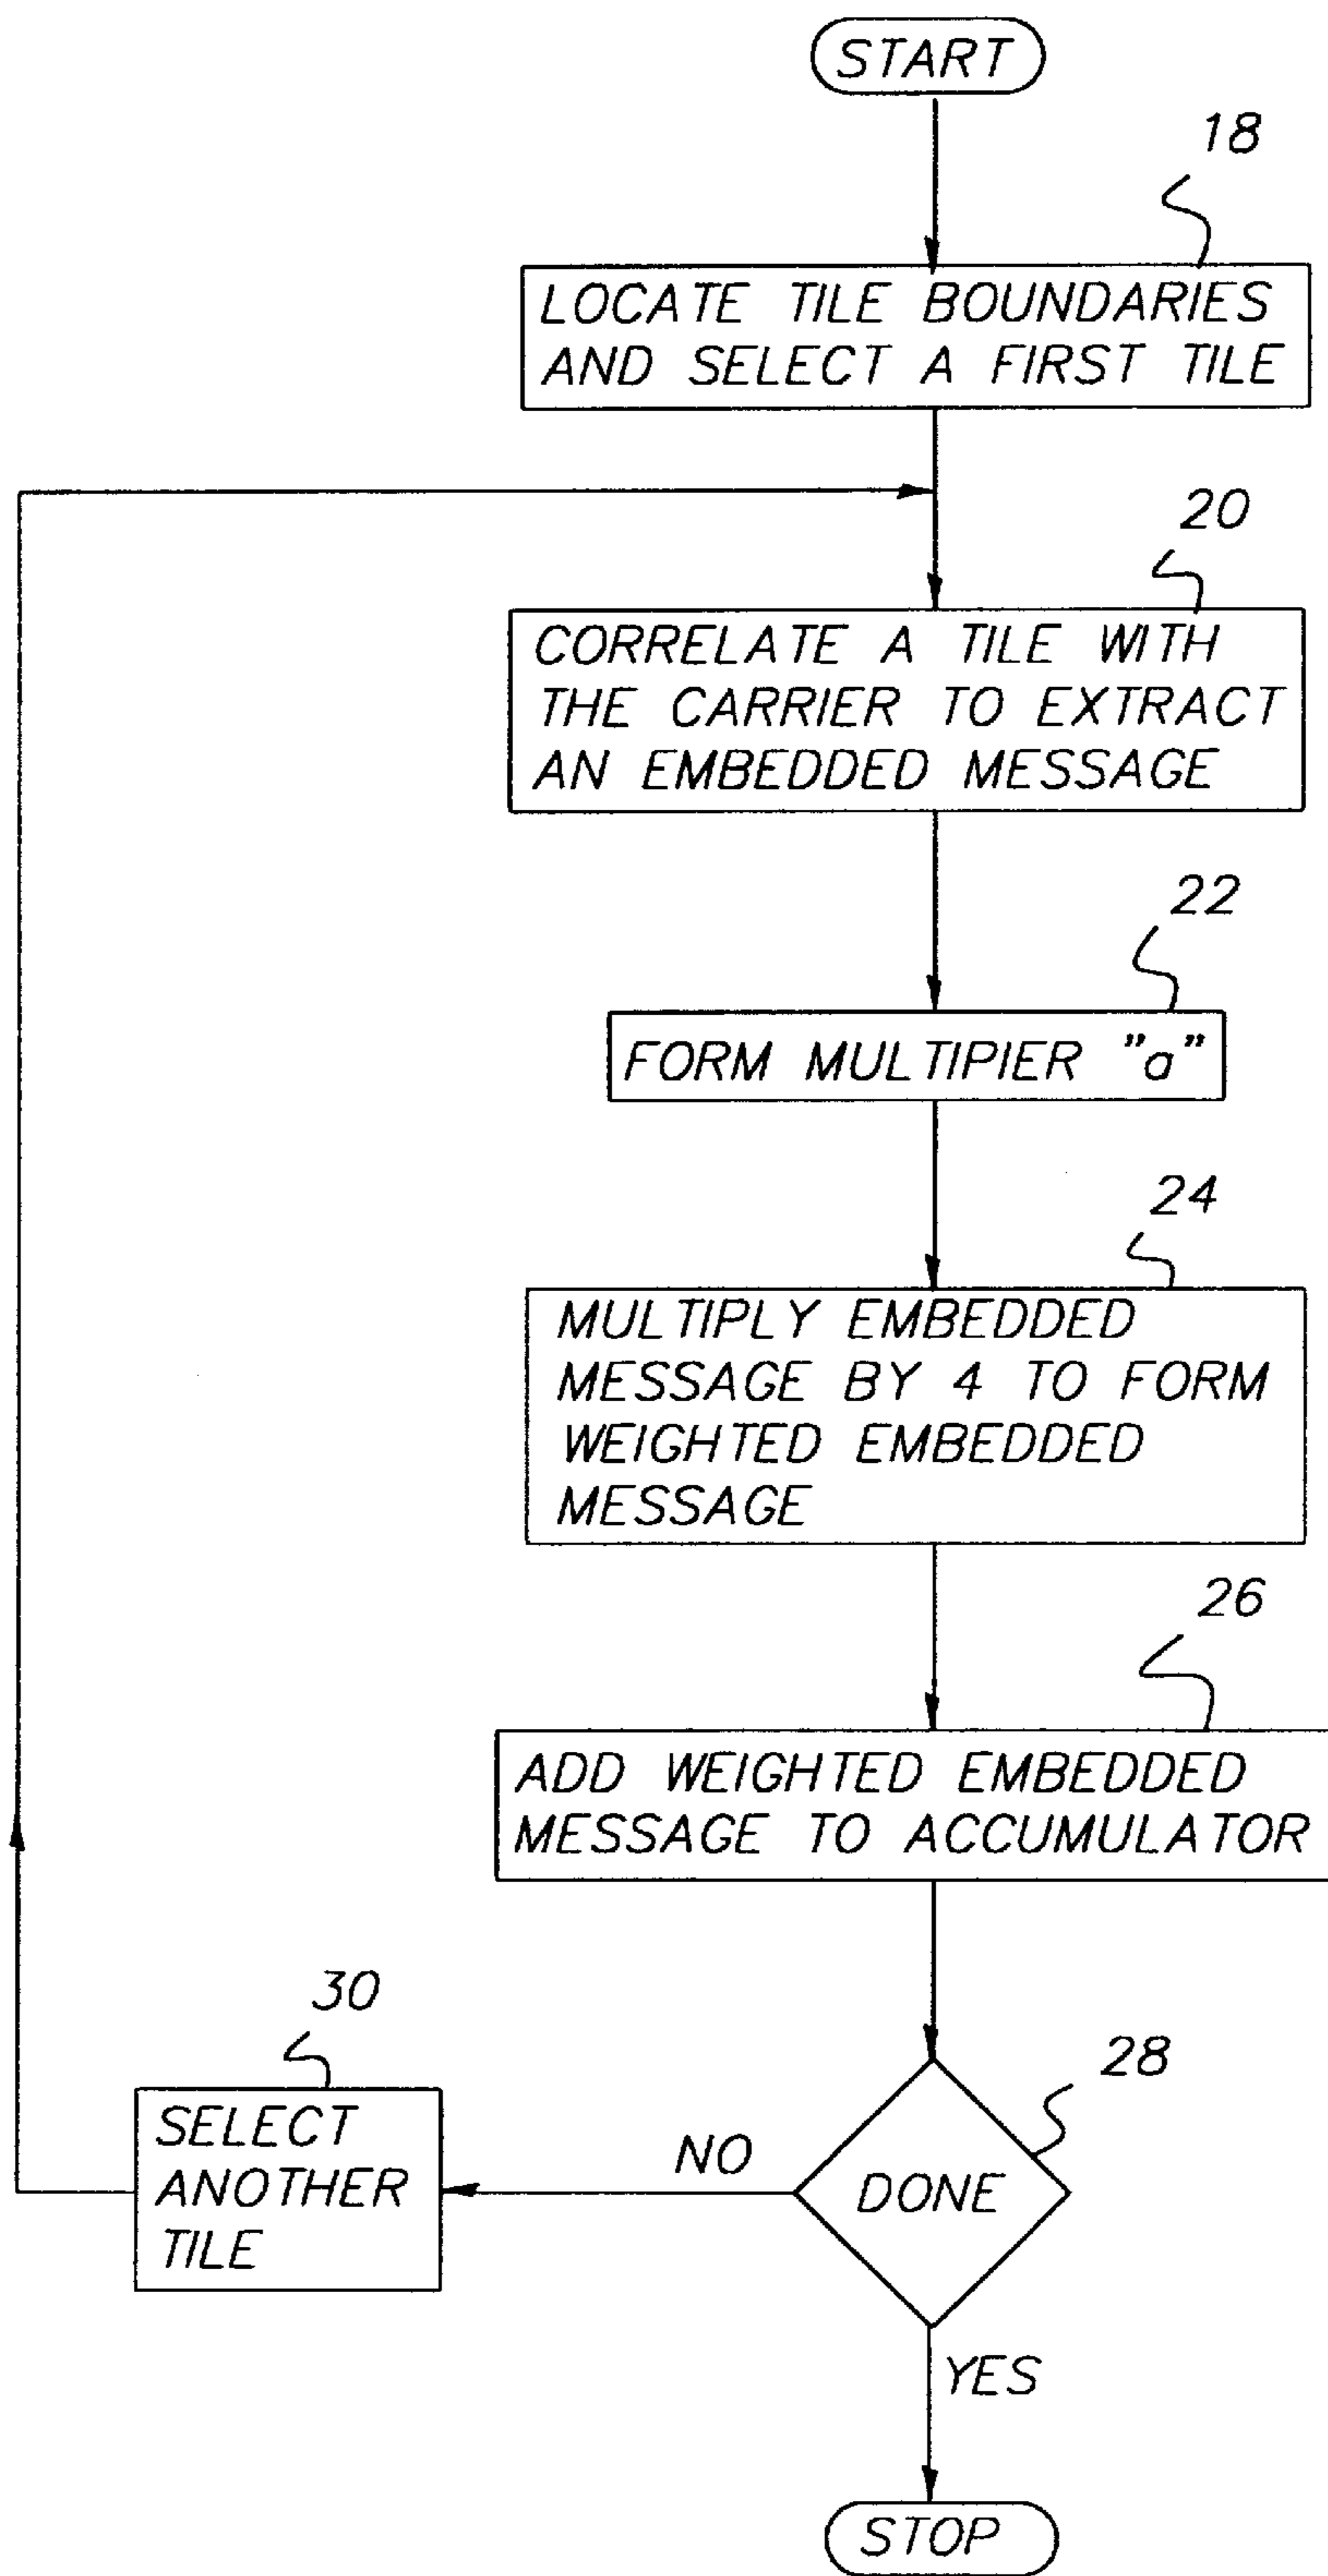 START
18
LOCATE TILE BOUNDARIES
AND SELECT A FIRST TILE
20
CORRELATE A TILE WITH
THE CARRIER TO EXTRACT
AN EMBEDDED MESSAGE
22
FORM MULTIPIER "a"
24
MULTIPLY EMBEDDED
MESSAGE BY 4 TO FORM
WEIGHTED EMBEDDED
MESSAGE
26
ADD WEIGHTED EMBEDDED
MESSAGE TO ACCUMULATOR
28
DONE
NO
30
SELECT
ANOTHER
TILE
YES
STOP